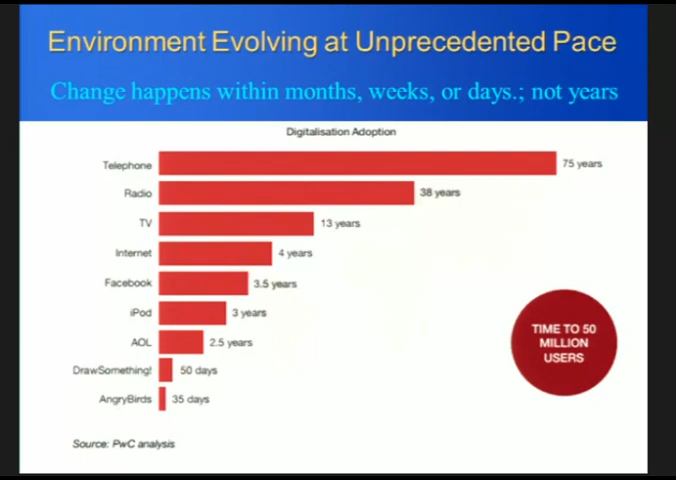 Environment Evolving at Unprecedented Pace
Change happens within months, weeks, or days.; not years
Digitalisation Adoption
Telephone 75 years
Radio 38 years
TV 13 years
Internet 4 years
Facebook 3.5 years
iPod 3 years
AOL 2.5 years
DrawSomething! 50 days
AngryBirds 35 days
TIME TO 50
MILLION
USERS
Source: PwC analysis